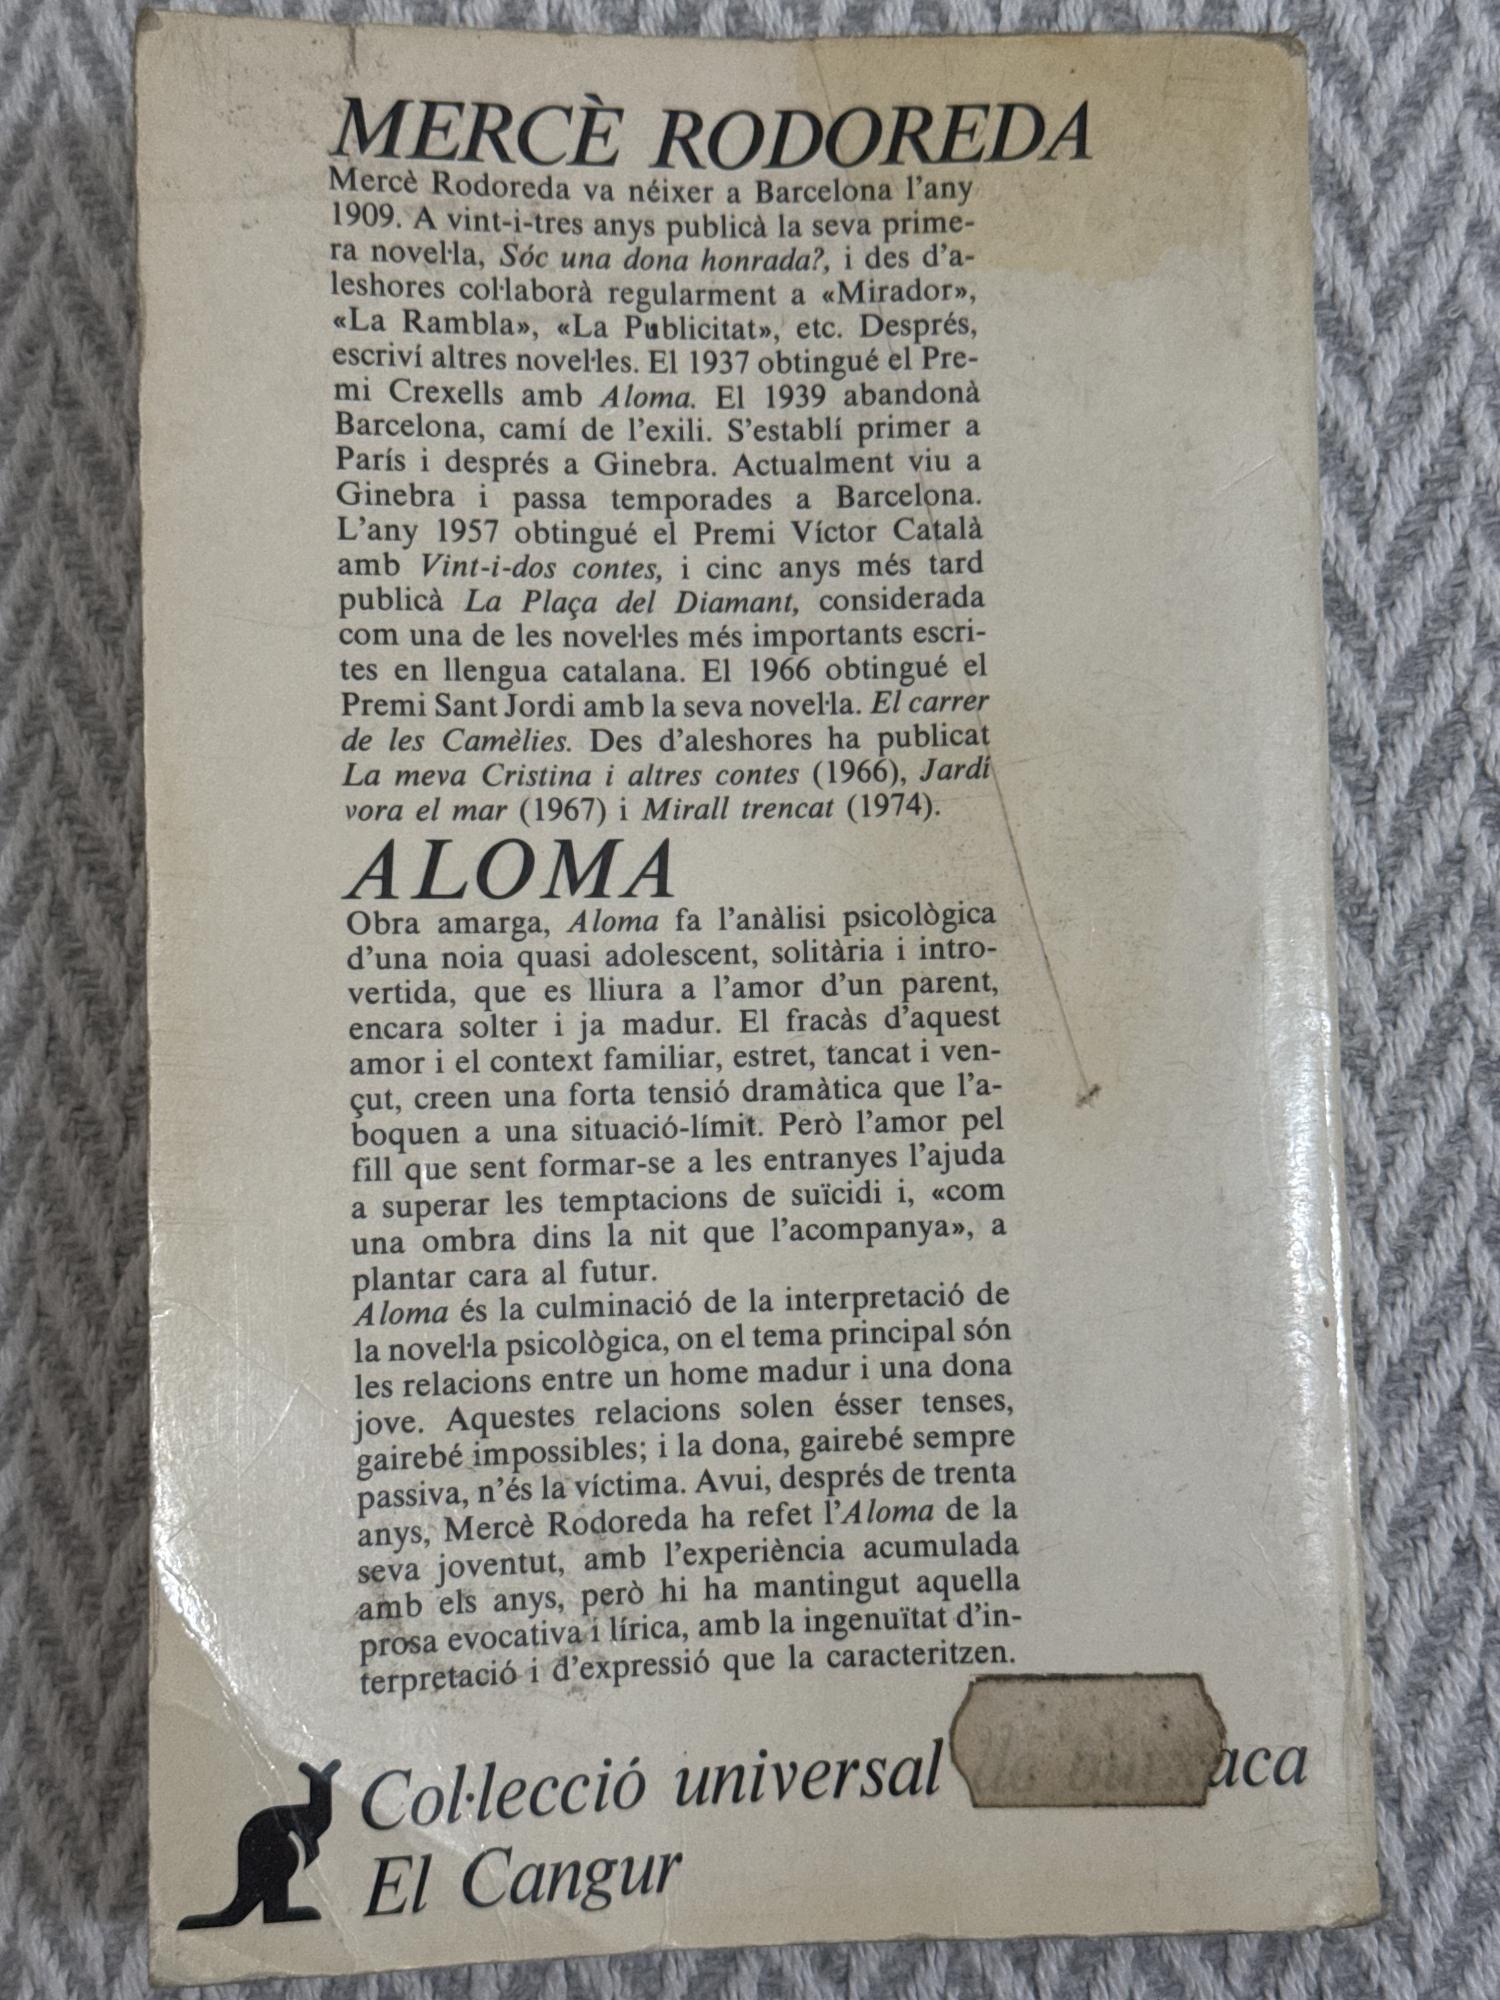 MERCÈ RODOREDA
Mercè Rodoreda va néixer a Barcelona l’any
1909. A vint-i-tres anys publicà la seva prime-
ra novel·la, Sóc una dona honrada?, i des d’a-
leshores col·laborà regularment a «Mirador»,
«La Rambla», «La Publicitat», etc. Després,
escriví altres novel·les. El 1937 obtingué el Pre-
mi Crexells amb Aloma. El 1939 abandonà
Barcelona, camí de l’exili. S’establí primer a
París i després a Ginebra. Actualment viu a
Ginebra i passa temporades a Barcelona.
L’any 1957 obtingué el Premi Víctor Català
amb Vint-i-dos contes, i cinc anys més tard
publicà La Plaça del Diamant, considerada
com una de les novel·les més importants escri-
tes en llengua catalana. El 1966 obtingué el
Premi Sant Jordi amb la seva novel·la. El carrer
de les Camèlies. Des d’aleshores ha publicat
La meva Cristina i altres contes (1966), Jardí
vora el mar (1967) i Mirall trencat (1974).
ALOMA
Obra amarga, Aloma fa l’anàlisi psicològica
d’una noia quasi adolescent, solitària i intro-
vertida, que es lliura a l’amor d’un parent,
encara solter i ja madur. El fracàs d’aquest
amor i el context familiar, estret, tancat i ven-
çut, creen una forta tensió dramàtica que l’a-
boquen a una situació-límit. Però l’amor pel
fill que sent formar-se a les entranyes l’ajuda
a superar les temptacions de suïcidi i, «com
una ombra dins la nit que l’acompanya», a
plantar cara al futur.
Aloma és la culminació de la interpretació de
la novel·la psicològica, on el tema principal són
les relacions entre un home madur i una dona
jove. Aquestes relacions solen ésser tenses,
gairebé impossibles; i la dona, gairebé sempre
passiva, n’és la víctima. Avui, després de trenta
anys, Mercè Rodoreda ha refet l’Aloma de la
seva joventut, amb l’experiència acumulada
amb els anys, però hi ha mantingut aquella
prosa evocativa i lírica, amb la ingenuïtat d’in-
terpretació i d’expressió que la caracteritzen.
Col·lecció universal
El Cangur